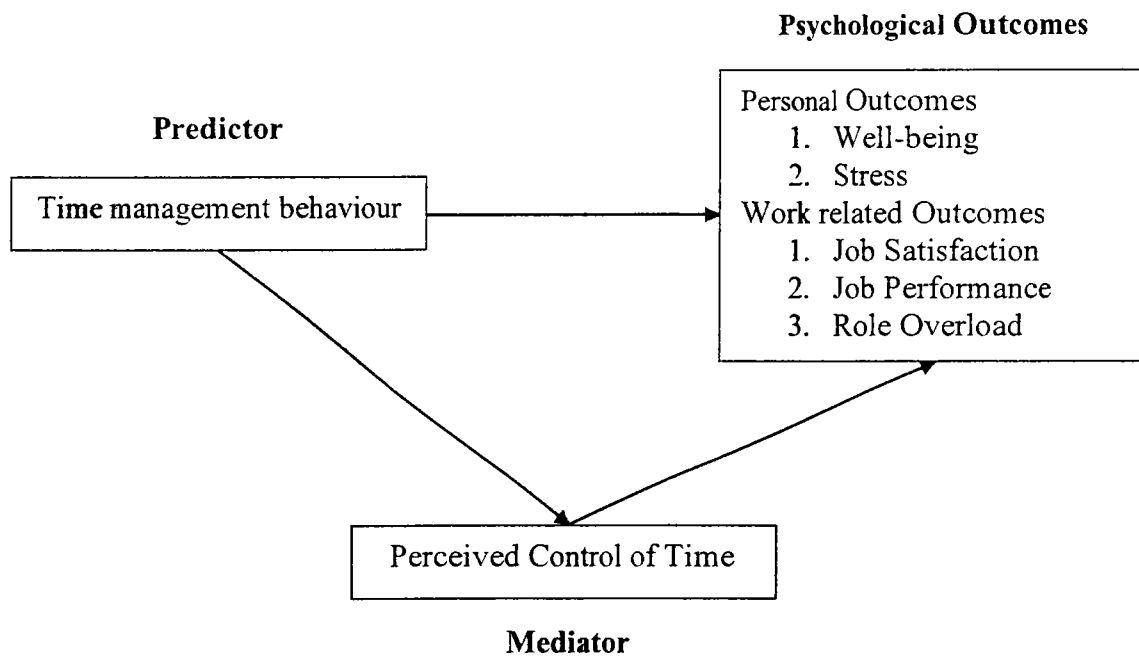 Psychological Outcomes
Predictor
Time management behaviour
Personal Outcomes
1. Well-being
2. Stress
Work related Outcomes
1. Job Satisfaction
2. Job Performance
3. Role Overload
Perceived Control of Time
Mediator